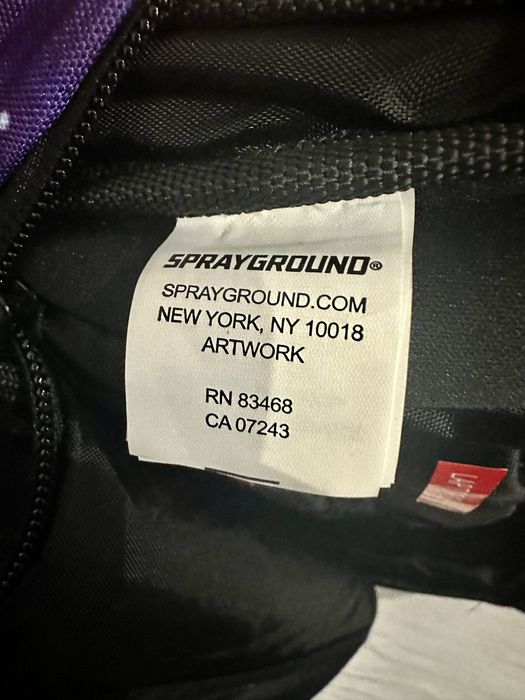 SPRAYGROUND®
SPRAYGROUND.COM
NEW YORK, NY 10018
ARTWORK
RN 83468
CA 07243